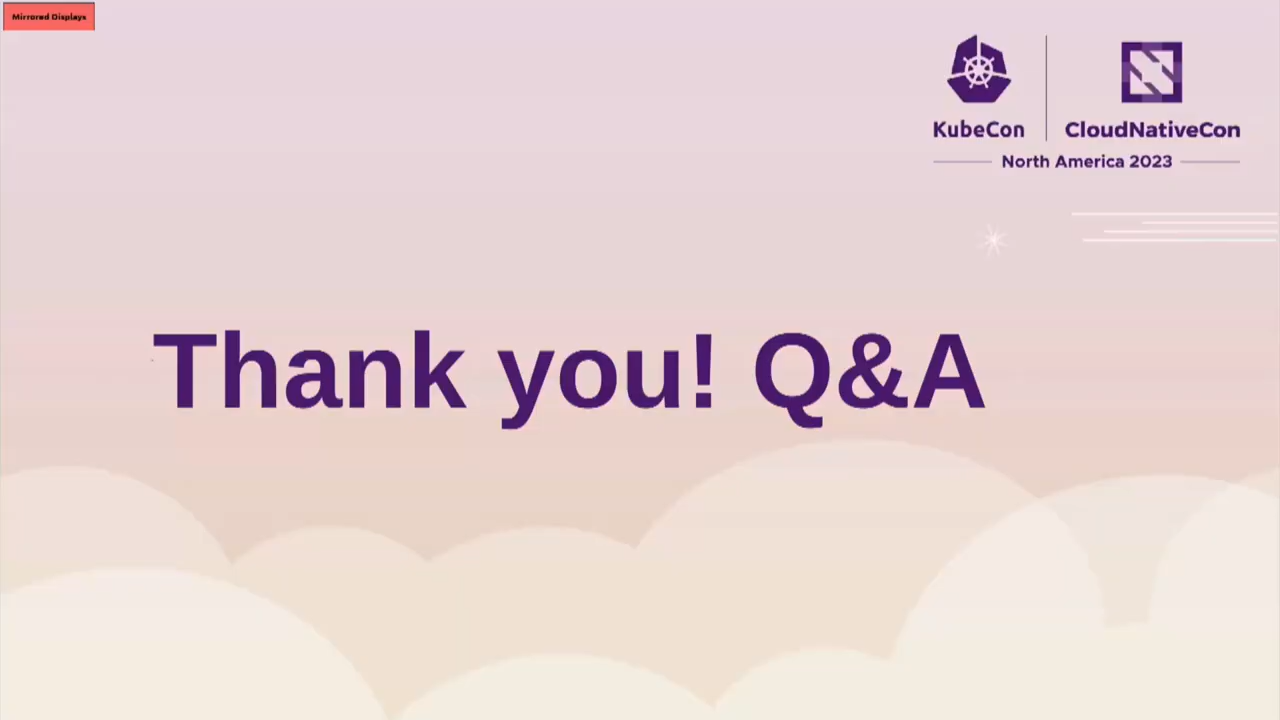 Mirrored Displays
KubeCon
CloudNativeCon
North America 2023
Thank you! Q&A